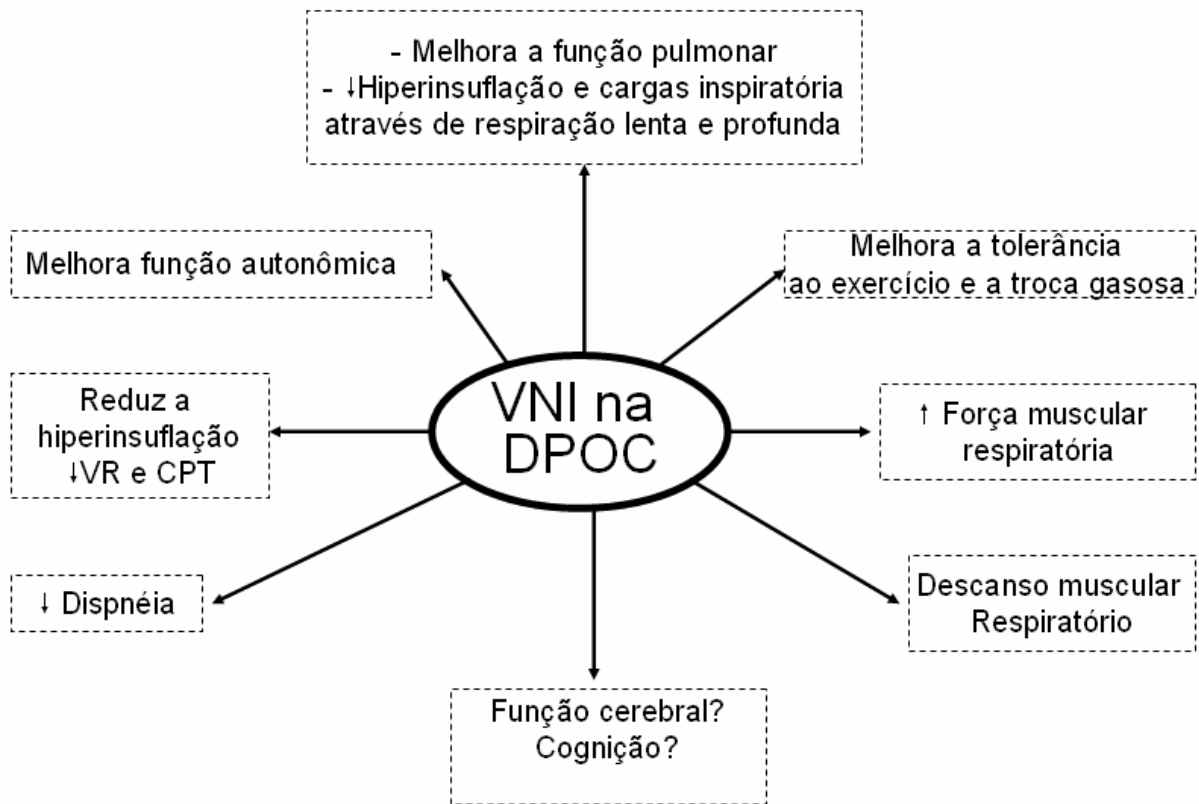 - Melhora a função pulmonar
- ↓Hiperinsuflação e cargas inspiratória
através de respiração lenta e profunda
Melhora função autonômica
Melhora a tolerância
ao exercício e a troca gasosa
VNI na
DPOC
Reduz a
hiperinsuflação
↓VR e CPT
↑ Força muscular
respiratória
↓ Dispnéia
Descanso muscular
Respiratório
Função cerebral?
Cognição?